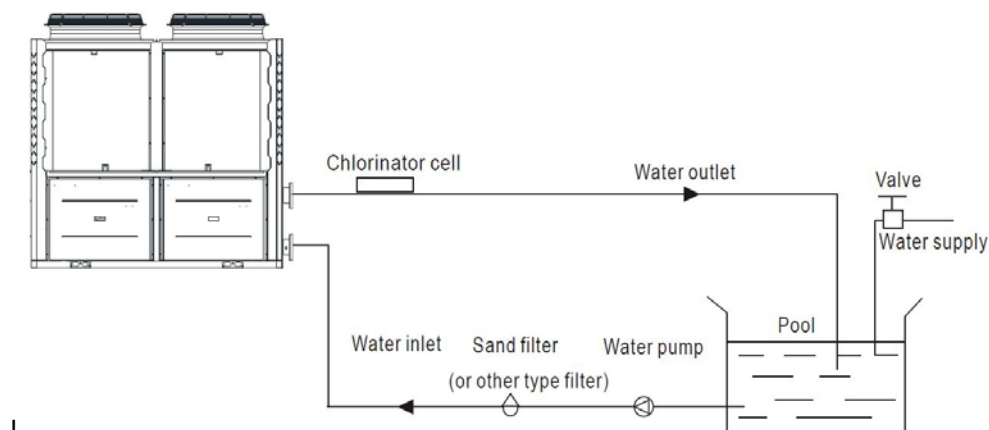 Chlorinator cell
Water outlet
Valve
Water supply
Pool
Water inlet
Sand filter
(or other type filter)
Water pump